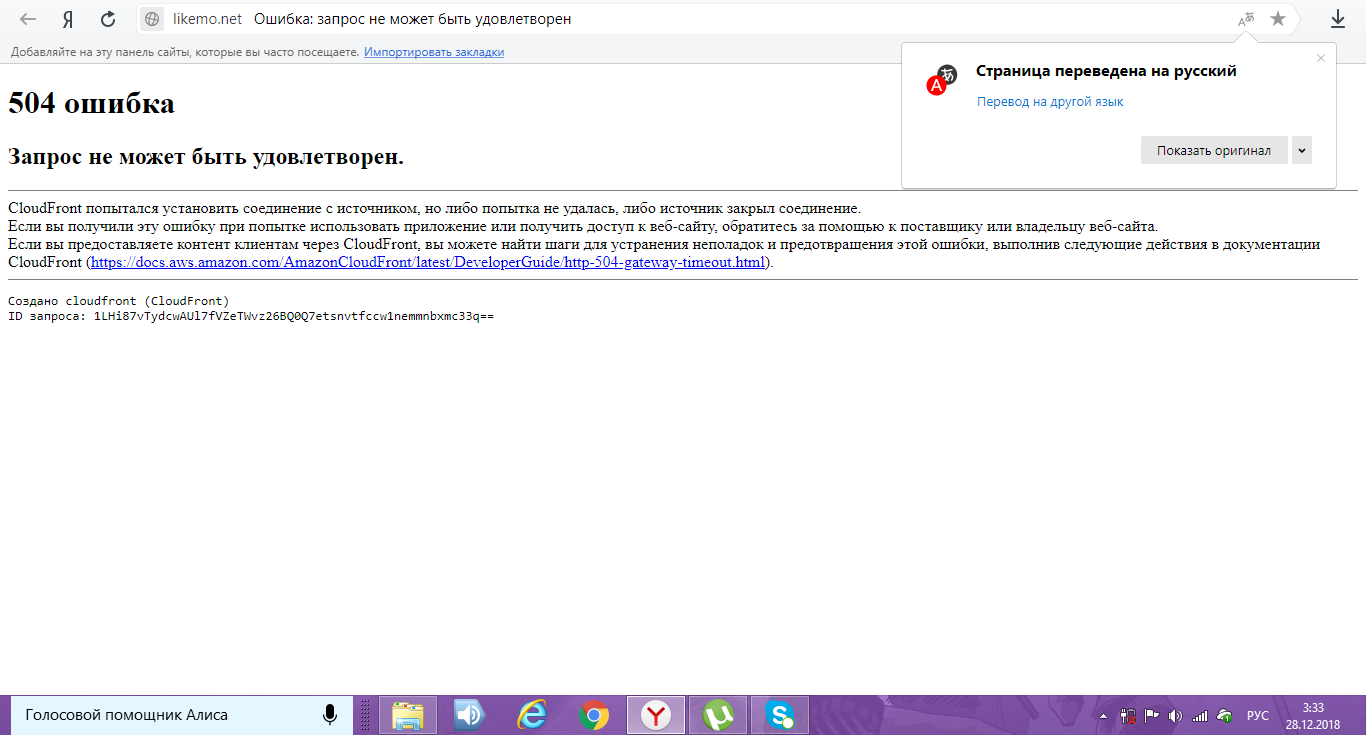 Я
likemo.net Ошибка: запрос не может быть удовлетворен
Добавляйте на эту панель сайты, которые вы часто посещаете. Импортировать закладки
Страница переведена на русский
Перевод на другой язык
Показать оригинал
504 ошибка
Запрос не может быть удовлетворен.
CloudFront попытался установить соединение с источником, но либо попытка не удалась, либо источник закрыл соединение.
Если вы получили эту ошибку при попытке использовать приложение или получить доступ к веб-сайту, обратитесь за помощью к поставщику или владельцу веб-сайта.
Если вы предоставляете контент клиентам через CloudFront, вы можете найти шаги для устранения неполадок и предотвращения этой ошибки, выполнив следующие действия в документации
CloudFront (https://docs.aws.amazon.com/AmazonCloudFront/latest/DeveloperGuide/http-504-gateway-timeout.html).
Создано cloudfront (CloudFront)
ID запроса: 1LHi87vTydcwAUl7fVZeTWvz26BQ0Q7etsnvtfccw1nemmnbxmc33q==
Голосовой помощник Алиса
РУС
3:33
28.12.2018